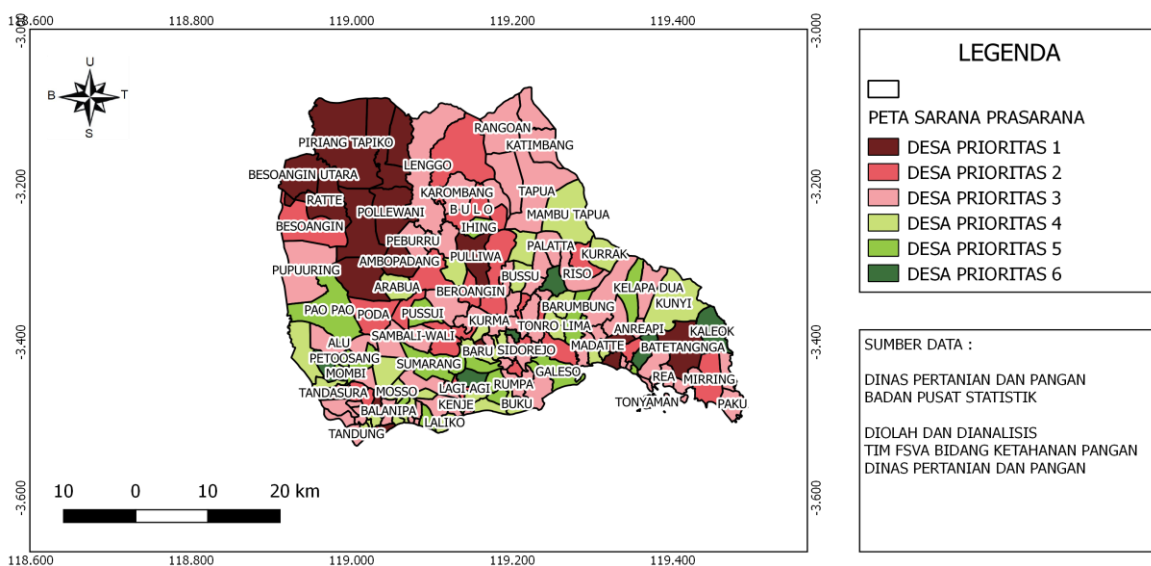 118.600 118.800 119.000 119.200 119.400
-3.000
-3.200
-3.400
-3.600
-3.000
-3.200
-3.400
-3.600
U
B T
S
RANGOAN
PIRIANG TAPIKO
KATIMBANG
LENGGO
BESOANGIN UTARA
KAROMBANG
TAPUA
RATTE
POLLEWANI
B U L O
MAMBU TAPUA
BESOANGIN
IHING
PEBURRU
PALATTA
KURRAK
PULLIWA
AMBOPADANG
PUPUURING
BUSSU
RISO
ARABUA
BEROANGIN
KELAPA DUA
KUNYI
PAO PAO
PODA
PUSSUI
BARUMBUNG
KURMA
TONRO LIMA
ANREAPI
KALEOK
ALU
SAMBALI-WALI
MADATTE
BATETANGNGA
PETOOSANG
BARU
SIDOREJO
MOMBI
SUMARANG
GALESO
REA
MIRRING
TANDASURA
MOSSO
LAGI AGI
RUMPA
TONYAMAN
PAKU
BALANIPA
KENJE
BUKU
LALIKO
TANDUNG
10 0 10 20 km
118.600 118.800 119.000 119.200 119.400
LEGENDA
PETA SARANA PRASARANA
DESA PRIORITAS 1
DESA PRIORITAS 2
DESA PRIORITAS 3
DESA PRIORITAS 4
DESA PRIORITAS 5
DESA PRIORITAS 6
SUMBER DATA :
DINAS PERTANIAN DAN PANGAN
BADAN PUSAT STATISTIK
DIOLAH DAN DIANALISIS
TIM FSVA BIDANG KETAHANAN PANGAN
DINAS PERTANIAN DAN PANGAN